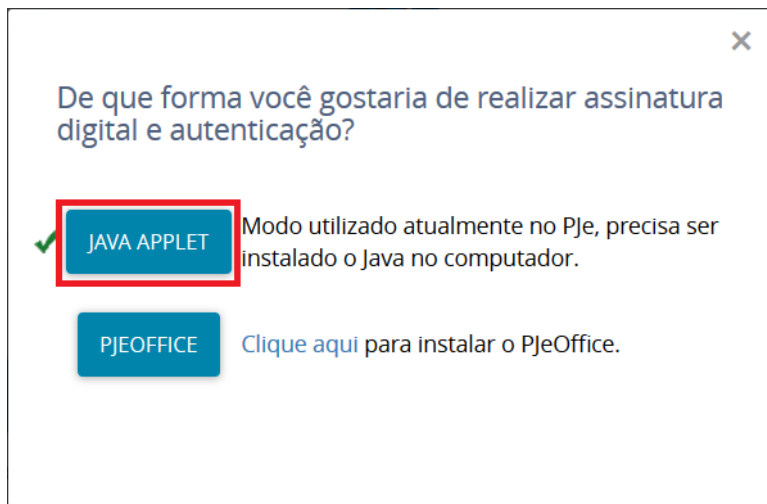 ×
De que forma você gostaria de realizar assinatura
digital e autenticação?
JAVA APPLET
Modo utilizado atualmente no PJe, precisa ser
instalado o Java no computador.
PJEOFFICE
Clique aqui para instalar o PJeOffice.